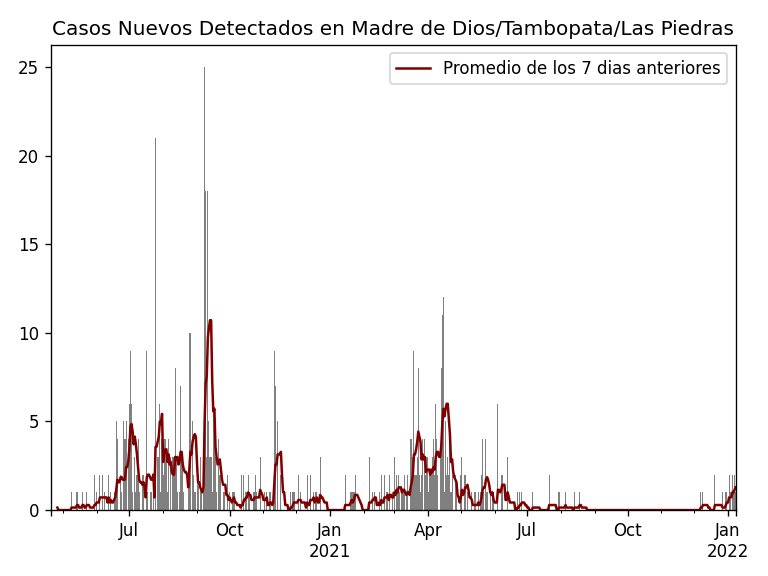 Casos Nuevos Detectados en Madre de Dios/Tambopata/Las Piedras
Promedio de los 7 dias anteriores
25
20
15
10
5
0
Jul Oct Jan Apr Jul Oct Jan
2021 2022